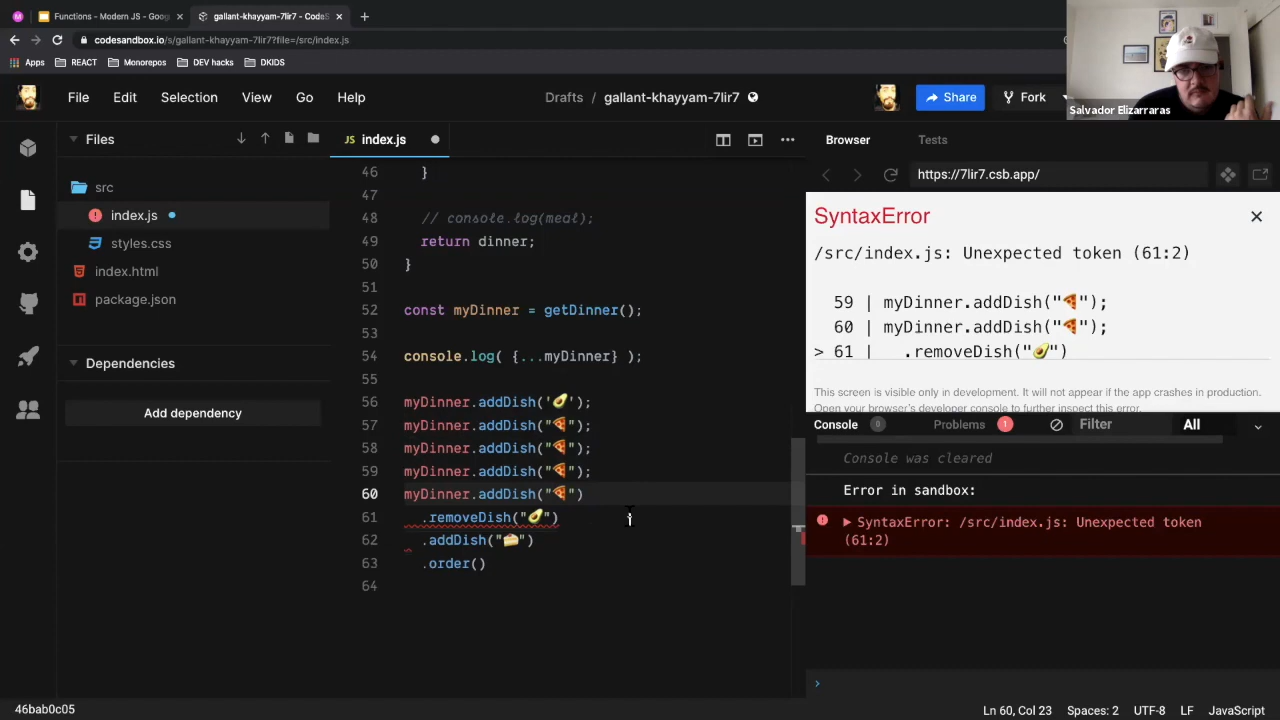 Functions - Modern JS - Goog
gallant-khayyam-7lir7 - CodeS
codesandbox.io/s/gallant-khayyam-7lir7?file=/src/index.js
Apps REACT Monorepos DEV hacks DKIDS
Salvador Elizarraras
File Edit Selection View Go Help
Drafts / gallant-khayyam-7lir7
Share
Fork
Files
src
index.js
styles.css
index.html
package.json
Dependencies
Add dependency
JS index.js
46 }
47
48 // console.log(meal);
49 return dinner;
50 }
51
52 const myDinner = getDinner();
53
54 console.log( {...myDinner} );
55
56 myDinner.addDish('🥑');
57 myDinner.addDish("🍕");
58 myDinner.addDish("🍕");
59 myDinner.addDish("🍕");
60 myDinner.addDish("🍕")
61 .removeDish("🥑")
62 .addDish("🍰")
63 .order()
64
Browser Tests
https://7lir7.csb.app/
SyntaxError
/src/index.js: Unexpected token (61:2)
59 | myDinner.addDish("🍕");
60 | myDinner.addDish("🍕");
> 61 | .removeDish("🥑")
This screen is visible only in development. It will not appear if the app crashes in production.
Open your browser's developer console to further inspect this error.
Console 0 Problems 1 Filter All
Console was cleared
Error in sandbox:
SyntaxError: /src/index.js: Unexpected token
(61:2)
46bab0c05
Ln 60, Col 23 Spaces: 2 UTF-8 LF JavaScript